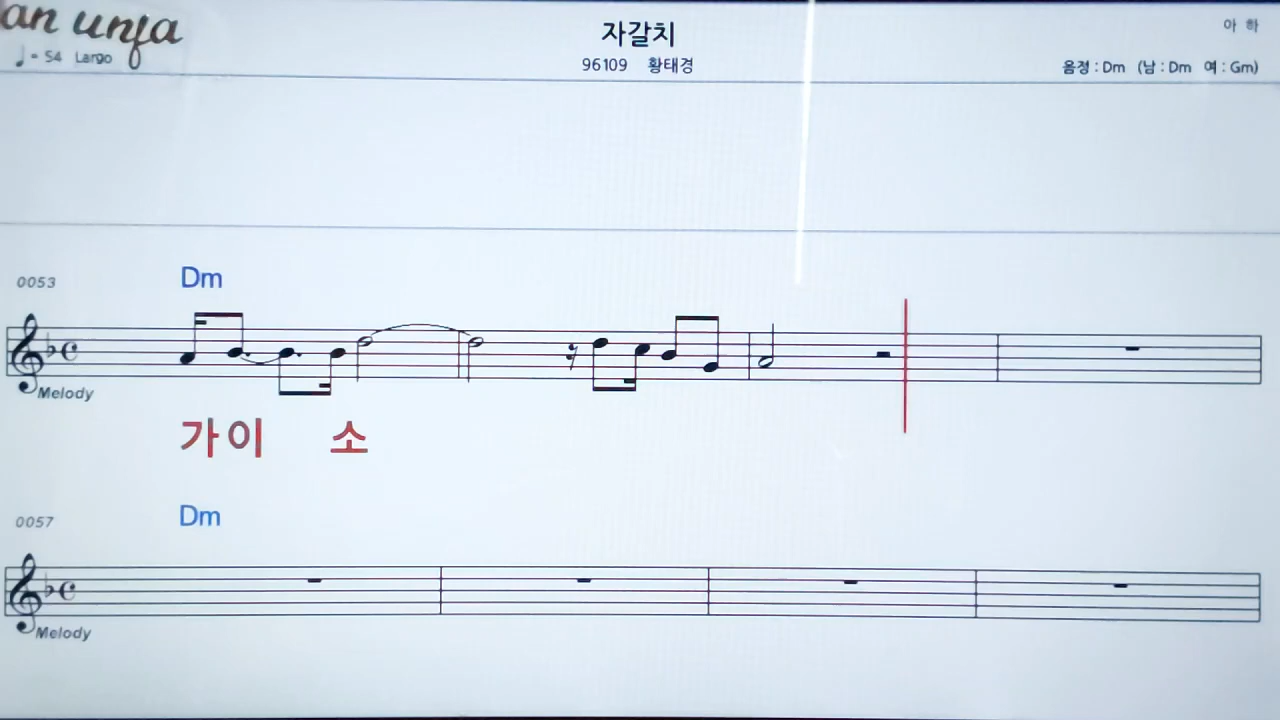 an unja
♩= 54 Largo
자갈치
96109 황태경
아 하
음정 : Dm (남 : Dm 여 : Gm)
0053
Dm
Melody
가이 소
0057
Dm
Melody